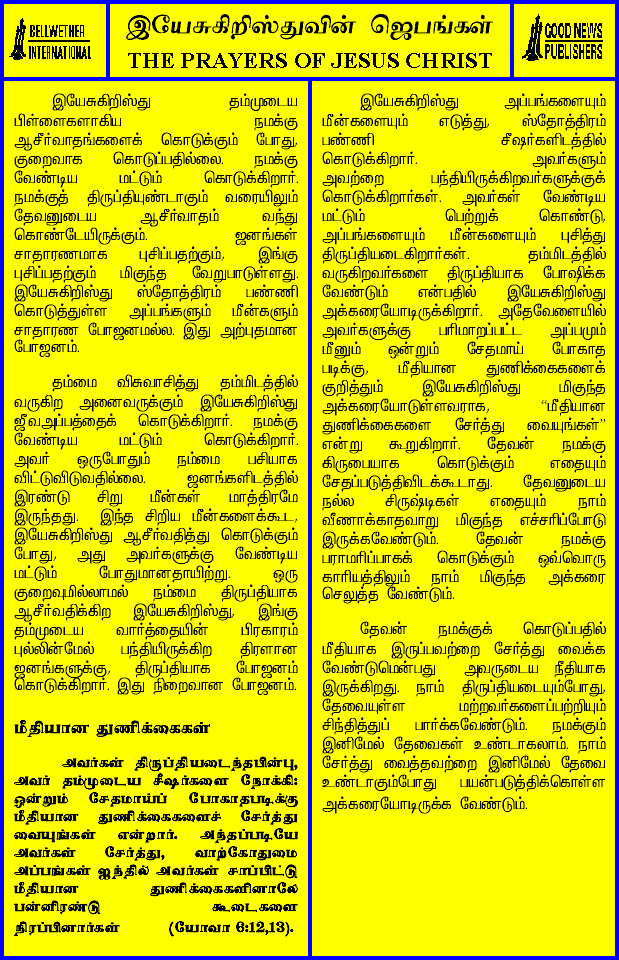 BELLWETHER
INTERNATIONAL
இயேசுகிறிஸ்துவின் ஜெபங்கள்
THE PRAYERS OF JESUS CHRIST
GOOD NEWS
PUBLISHERS
இயேசுகிறிஸ்து தம்முடைய
பிள்ளைகளாகிய நமக்கு
ஆசீர்வாதங்களைக் கொடுக்கும் போது,
குறைவாக கொடுப்பதில்லை. நமக்கு
வேண்டிய மட்டும் கொடுக்கிறார்.
நமக்குத் திருப்தியுண்டாகும் வரையிலும்
தேவனுடைய ஆசீர்வாதம் வந்து
கொண்டேயிருக்கும். ஜனங்கள்
சாதாரணமாக புசிப்பதற்கும், இங்கு
புசிப்பதற்கும் மிகுந்த வேறுபாடுள்ளது.
இயேசுகிறிஸ்து ஸ்தோத்திரம் பண்ணி
கொடுத்துள்ள அப்பங்களும் மீன்களும்
சாதாரண போஜனமல்ல. இது அற்புதமான
போஜனம்.
தம்மை விசுவாசித்து தம்மிடத்தில்
வருகிற அனைவருக்கும் இயேசுகிறிஸ்து
ஜீவஅப்பத்தைக் கொடுக்கிறார். நமக்கு
வேண்டிய மட்டும் கொடுக்கிறார்.
அவர் ஒருபோதும் நம்மை பசியாக
விட்டுவிடுவதில்லை. ஜனங்களிடத்தில்
இரண்டு சிறு மீன்கள் மாத்திரமே
இருந்தது. இந்த சிறிய மீன்களைக்கூட,
இயேசுகிறிஸ்து ஆசீர்வதித்து கொடுக்கும்
போது, அது அவர்களுக்கு வேண்டிய
மட்டும் போதுமானதாயிற்று. ஒரு
குறைவுமில்லாமல் நம்மை திருப்தியாக
ஆசீர்வதிக்கிற இயேசுகிறிஸ்து, இங்கு
தம்முடைய வார்த்தையின் பிரகாரம்
புல்லின்மேல் பந்தியிருக்கிற திரளான
ஜனங்களுக்கு, திருப்தியாக போஜனம்
கொடுக்கிறார். இது நிறைவான போஜனம்.
மீதியான துணிக்கைகள்
அவர்கள் திருப்தியடைந்தபின்பு,
அவர் தம்முடைய சீஷர்களை நோக்கி:
ஒன்றும் சேதமாய்ப் போகாதபடிக்கு
மீதியான துணிக்கைகளைச் சேர்த்து
வையுங்கள் என்றார். அந்தப்படியே
அவர்கள் சேர்த்து, வாற்கோதுமை
அப்பங்கள் ஐந்தில் அவர்கள் சாப்பிட்டு
மீதியான துணிக்கைகளினாலே
பன்னிரண்டு கூடைகளை
நிரப்பினார்கள் (யோவா 6:12,13).
இயேசுகிறிஸ்து அப்பங்களையும்
மீன்களையும் எடுத்து, ஸ்தோத்திரம்
பண்ணி சீஷர்களிடத்தில்
கொடுக்கிறார். அவர்களும்
அவற்றை பந்தியிருக்கிறவர்களுக்குக்
கொடுக்கிறார்கள். அவர்கள் வேண்டிய
மட்டும் பெற்றுக் கொண்டு,
அப்பங்களையும் மீன்களையும் புசித்து
திருப்தியடைகிறார்கள். தம்மிடத்தில்
வருகிறவர்களை திருப்தியாக போஷிக்க
வேண்டும் என்பதில் இயேசுகிறிஸ்து
அக்கரையோடிருக்கிறார். அதேவேளையில்
அவர்களுக்கு பரிமாறப்பட்ட அப்பமும்
மீனும் ஒன்றும் சேதமாய் போகாத
படிக்கு, மீதியான துணிக்கைகளைக்
குறித்தும் இயேசுகிறிஸ்து மிகுந்த
அக்கரையோடுள்ளவராக, “மீதியான
துணிக்கைகளை சேர்த்து வையுங்கள்”
என்று கூறுகிறார். தேவன் நமக்கு
கிருபையாக கொடுக்கும் எதையும்
சேதப்படுத்திவிடக்கூடாது. தேவனுடைய
நல்ல சிருஷ்டிகள் எதையும் நாம்
வீணாக்காதவாறு மிகுந்த எச்சரிப்போடு
இருக்கவேண்டும். தேவன் நமக்கு
பராமரிப்பாகக் கொடுக்கும் ஒவ்வொரு
காரியத்திலும் நாம் மிகுந்த அக்கரை
செலுத்த வேண்டும்.
தேவன் நமக்குக் கொடுப்பதில்
மீதியாக இருப்பவற்றை சேர்த்து வைக்க
வேண்டுமென்பது அவருடைய நீதியாக
இருக்கிறது. நாம் திருப்தியடையும்போது,
தேவையுள்ள மற்றவர்களைப்பற்றியும்
சிந்தித்துப் பார்க்கவேண்டும். நமக்கும்
இனிமேல் தேவைகள் உண்டாகலாம். நாம்
சேர்த்து வைத்தவற்றை இனிமேல் தேவை
உண்டாகும்போது பயன்படுத்திக்கொள்ள
அக்கரையோடிருக்க வேண்டும்.